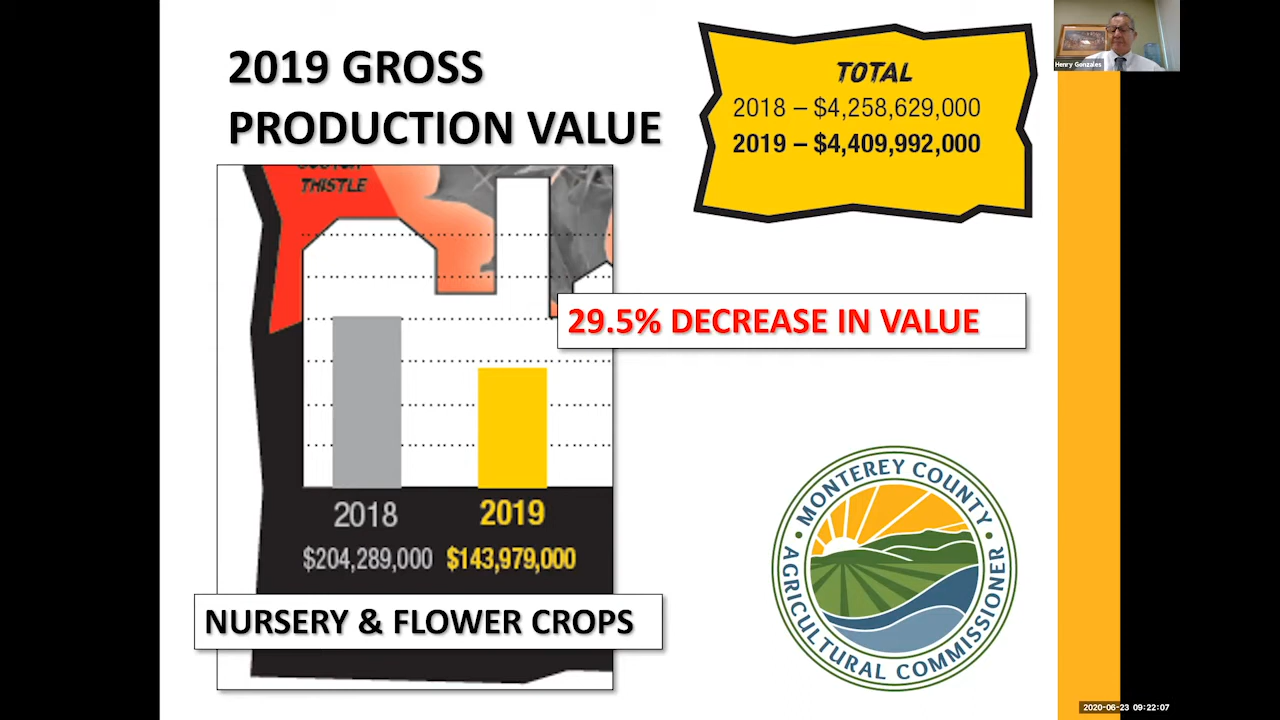 2019 GROSS
PRODUCTION VALUE
TOTAL
2018 – $4,258,629,000
2019 – $4,409,992,000
Henry Gonzales
THISTLE
29.5% DECREASE IN VALUE
2018
2019
$204,289,000
$143,979,000
NURSERY & FLOWER CROPS
MONTEREY COUNTY
AGRICULTURAL COMMISSIONER
2020-06-23 09:22:07